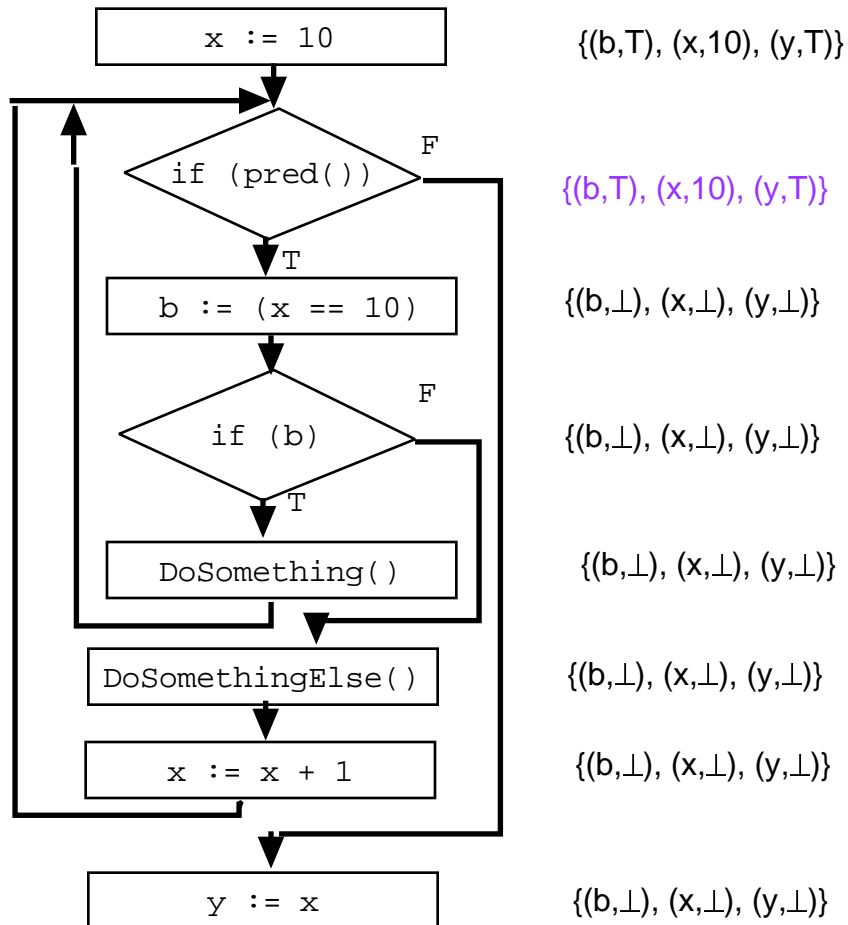 x := 10
{(b,T), (x,10), (y,T)}
F
if (pred())
{(b,T), (x,10), (y,T)}
T
b := (x == 10)
{(b,⊥), (x,⊥), (y,⊥)}
F
if (b)
{(b,⊥), (x,⊥), (y,⊥)}
T
DoSomething()
{(b,⊥), (x,⊥), (y,⊥)}
DoSomethingElse()
{(b,⊥), (x,⊥), (y,⊥)}
x := x + 1
{(b,⊥), (x,⊥), (y,⊥)}
y := x
{(b,⊥), (x,⊥), (y,⊥)}